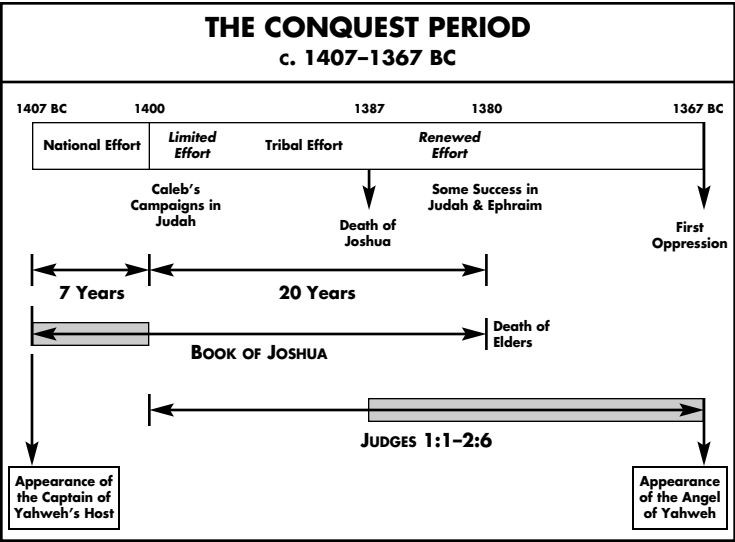 THE CONQUEST PERIOD
C. 1407–1367 BC
1407 BC 1400 1387 1380 1367 BC
National Effort
Limited
Effort
Tribal Effort
Renewed
Effort
Caleb's
Campaigns in
Judah
Death of
Joshua
Some Success in
Judah & Ephraim
First
Oppression
7 Years
20 Years
BOOK OF JOSHUA
Death of
Elders
JUDGES 1:1–2:6
Appearance of
the Captain of
Yahweh's Host
Appearance
of the Angel
of Yahweh